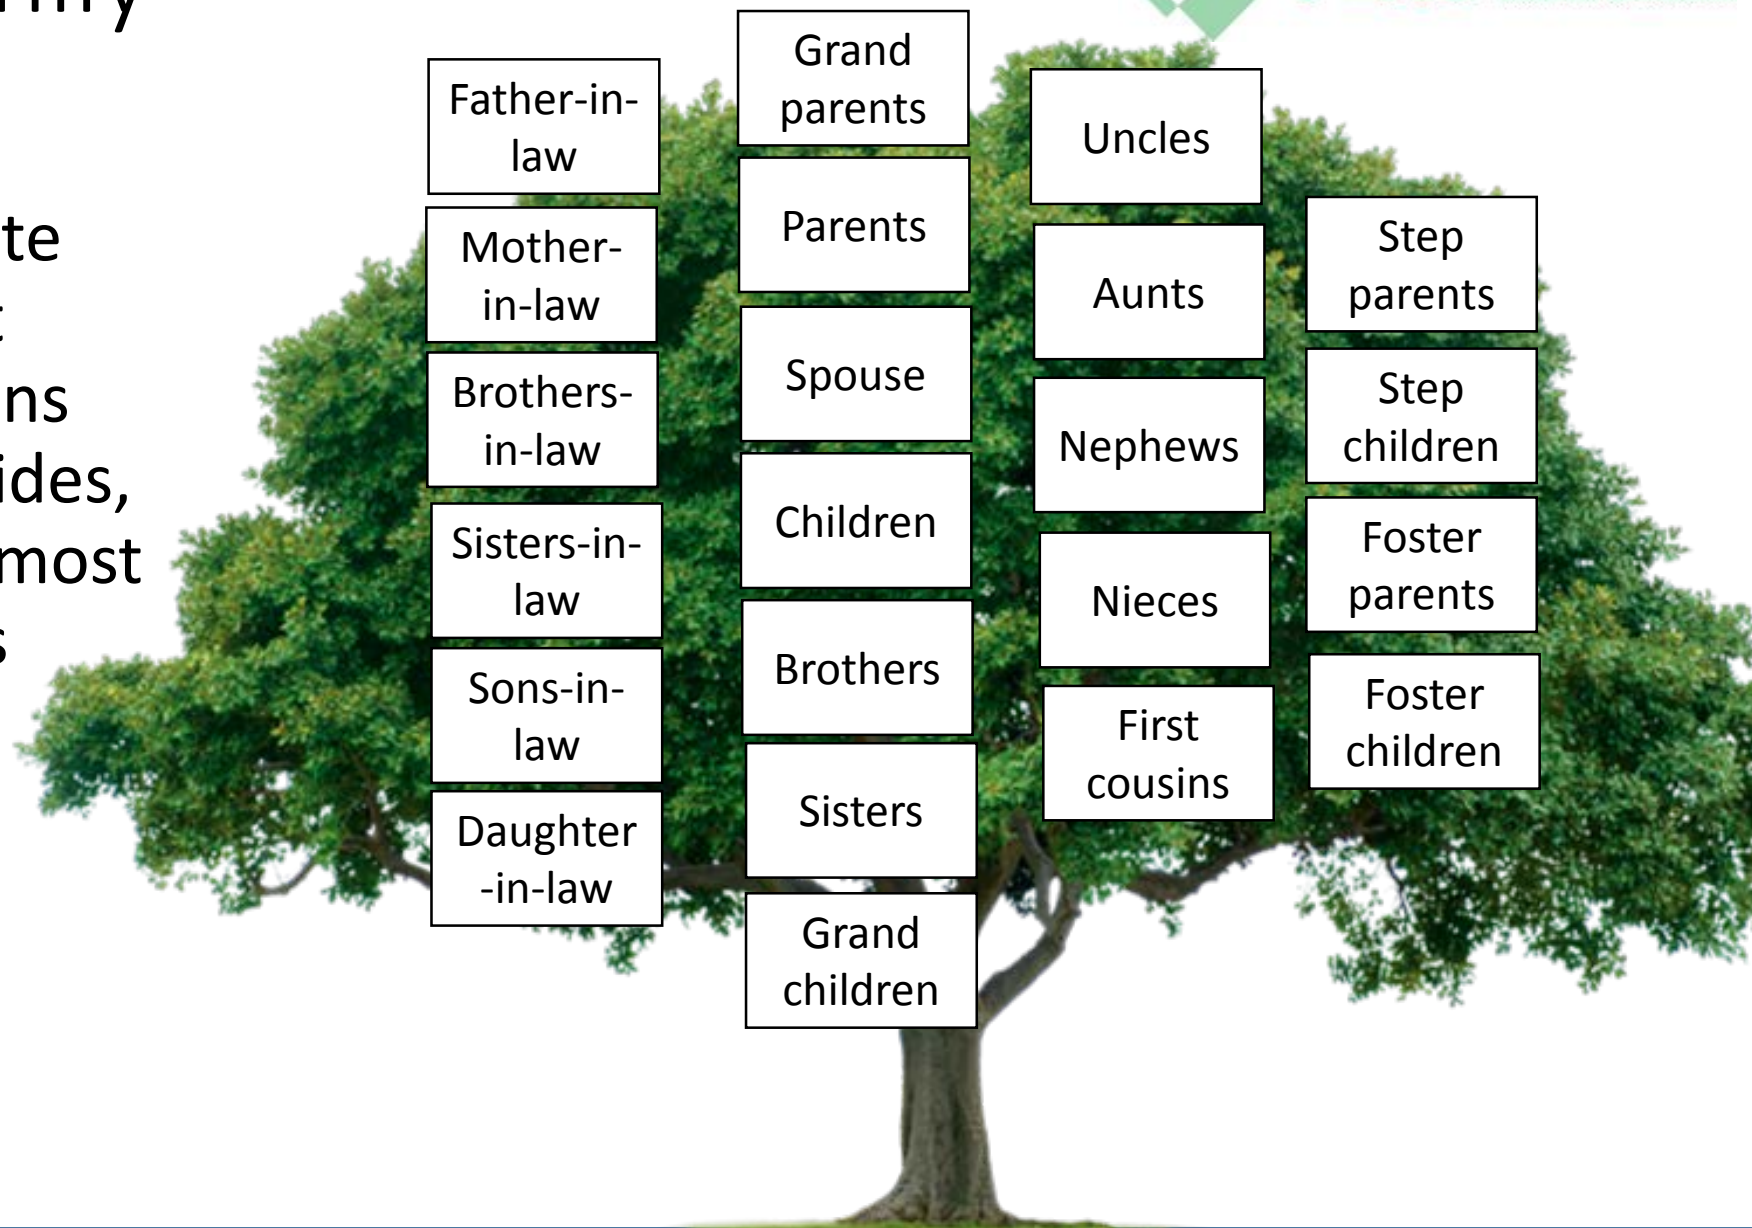 te
ns
ides,
most
s
Father-in-
law
Mother-
in-law
Brothers-
in-law
Sisters-in-
law
Sons-in-
law
Daughter
-in-law
Grand
parents
Parents
Spouse
Children
Brothers
Sisters
Grand
children
Uncles
Aunts
Nephews
Nieces
First
cousins
Step
parents
Step
children
Foster
parents
Foster
children